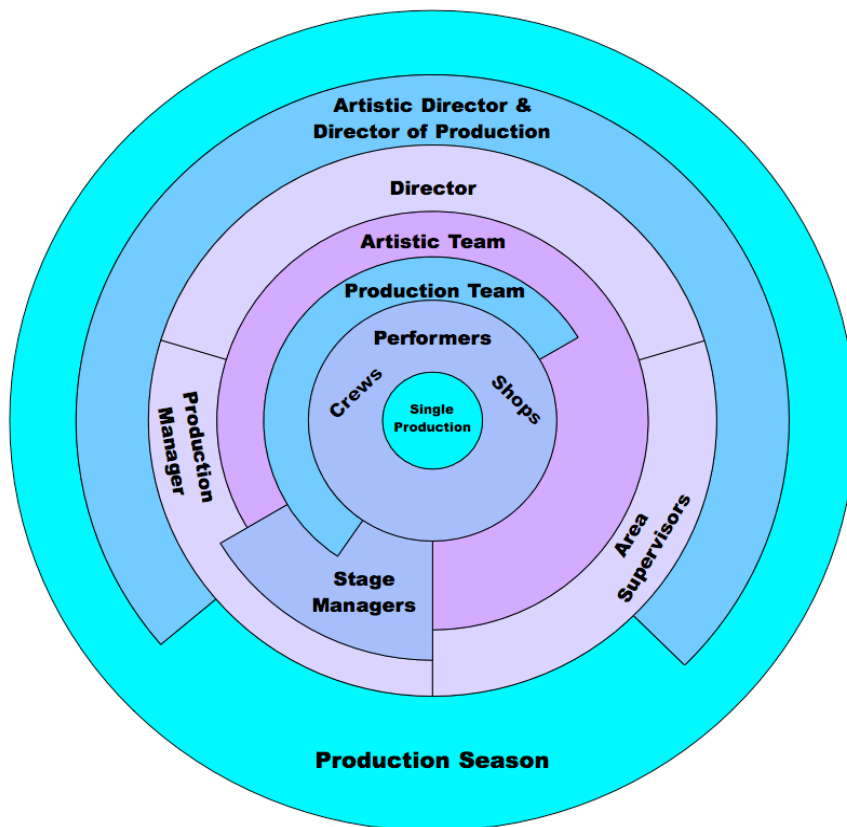 Artistic Director &
Director of Production
Director
Artistic Team
Production Team
Performers
Crews
Shops
Single
Production
Production
Manager
Area
Supervisors
Stage
Managers
Production Season